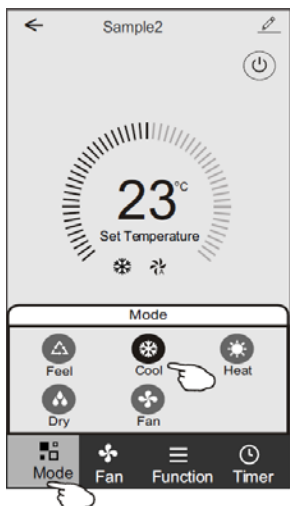 Sample2
23°C
Set Temperature
A
Mode
Feel
Cool
Heat
Dry
Fan
Mode
Fan
Function
Timer